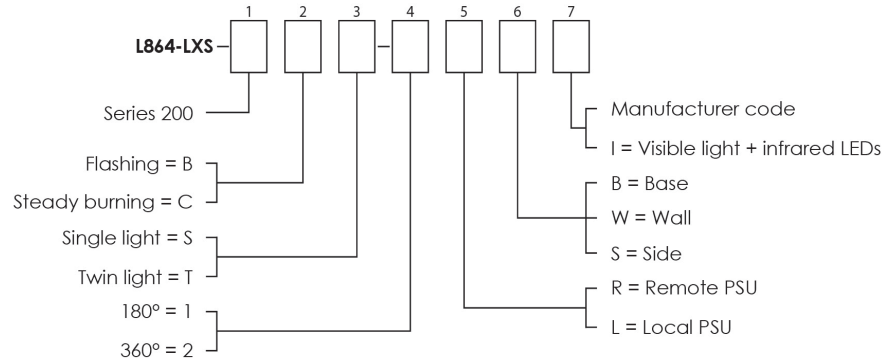 1 2 3 4 5 6 7
L864-LXS
Series 200
Flashing = B
Steady burning = C
Single light = S
Twin light = T
180° = 1
360° = 2
Manufacturer code
I = Visible light + infrared LEDs
B = Base
W = Wall
S = Side
R = Remote PSU
L = Local PSU